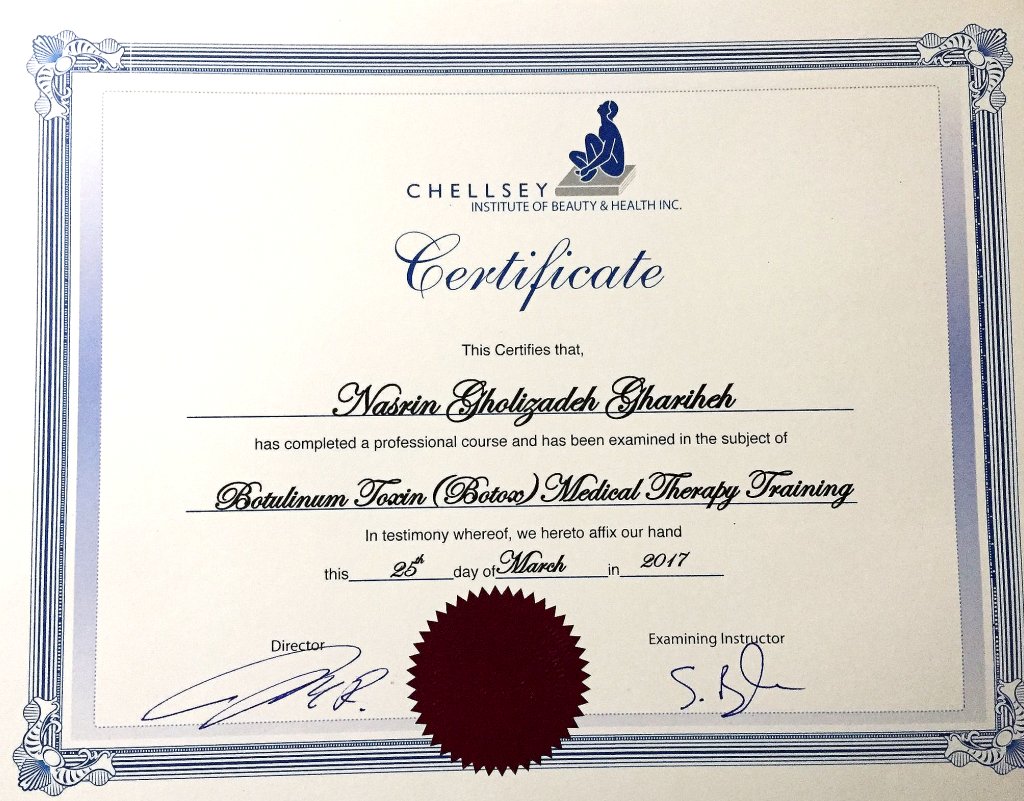 CHELLSEY
INSTITUTE OF BEAUTY & HEALTH INC.
Certificate
This Certifies that,
Nasrin Gholizadeh Ghariheh
has completed a professional course and has been examined in the subject of
Botulinum Toxin (Botox) Medical Therapy Training
In testimony whereof, we hereto affix our hand
this 25th day of March in 2017
Director
Examining Instructor